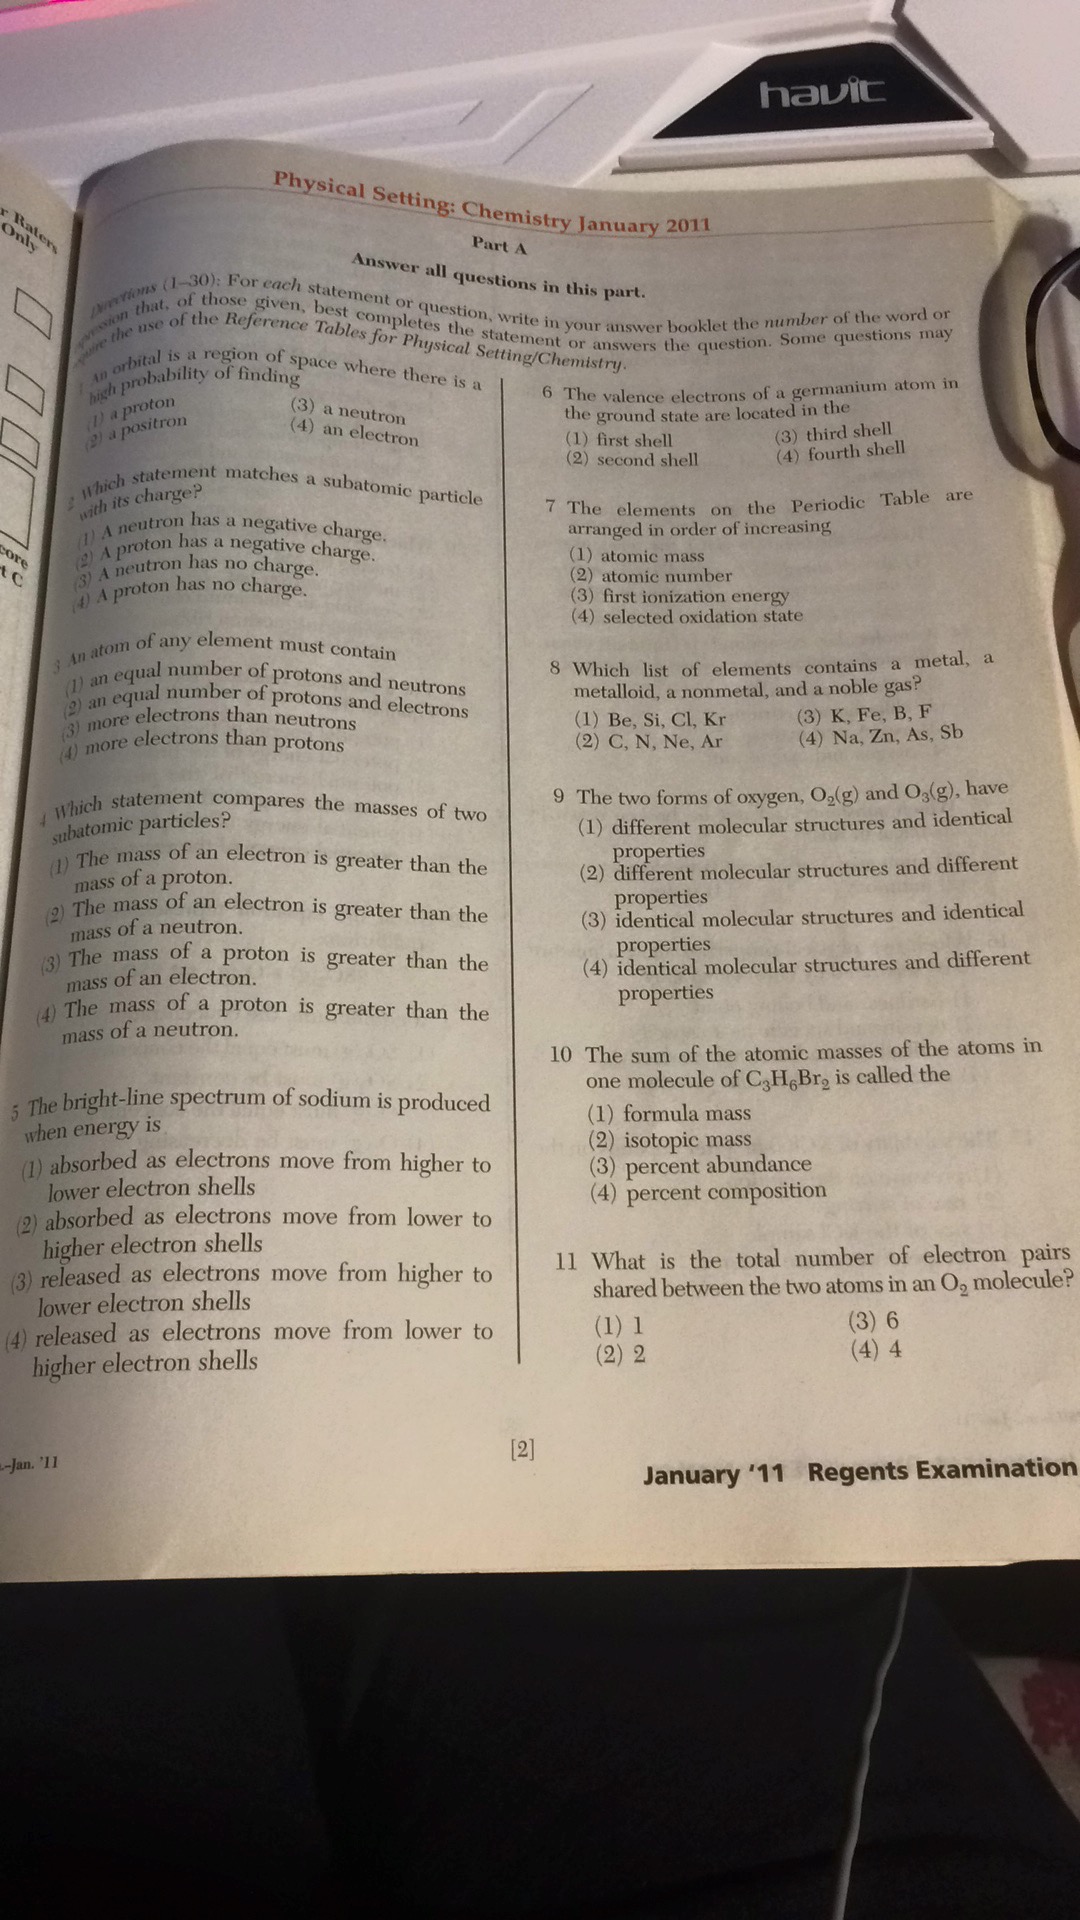 havit
r Raters
Only
core
t C
Physical Setting: Chemistry January 2011
Part A
Answer all questions in this part.
Directions (1–30): For each statement or question, write in your answer booklet the number of the word or
that, of those given, best completes the statement or answers the question. Some questions may
the use of the Reference Tables for Physical Setting/Chemistry.
1 An orbital is a region of space where there is a
high probability of finding
(1) a proton (3) a neutron
(2) a positron (4) an electron
2 Which statement matches a subatomic particle
with its charge?
(1) A neutron has a negative charge.
(2) A proton has a negative charge.
(3) A neutron has no charge.
(4) A proton has no charge.
3 An atom of any element must contain
(1) an equal number of protons and neutrons
(2) an equal number of protons and electrons
(3) more electrons than neutrons
(4) more electrons than protons
4 Which statement compares the masses of two
subatomic particles?
(1) The mass of an electron is greater than the
mass of a proton.
(2) The mass of an electron is greater than the
mass of a neutron.
(3) The mass of a proton is greater than the
mass of an electron.
(4) The mass of a proton is greater than the
mass of a neutron.
5 The bright-line spectrum of sodium is produced
when energy is
(1) absorbed as electrons move from higher to
lower electron shells
(2) absorbed as electrons move from lower to
higher electron shells
(3) released as electrons move from higher to
lower electron shells
(4) released as electrons move from lower to
higher electron shells
6 The valence electrons of a germanium atom in
the ground state are located in the
(1) first shell (3) third shell
(2) second shell (4) fourth shell
7 The elements on the Periodic Table are
arranged in order of increasing
(1) atomic mass
(2) atomic number
(3) first ionization energy
(4) selected oxidation state
8 Which list of elements contains a metal, a
metalloid, a nonmetal, and a noble gas?
(1) Be, Si, Cl, Kr (3) K, Fe, B, F
(2) C, N, Ne, Ar (4) Na, Zn, As, Sb
9 The two forms of oxygen, O₂(g) and O₃(g), have
(1) different molecular structures and identical
properties
(2) different molecular structures and different
properties
(3) identical molecular structures and identical
properties
(4) identical molecular structures and different
properties
10 The sum of the atomic masses of the atoms in
one molecule of C₃H₆Br₂ is called the
(1) formula mass
(2) isotopic mass
(3) percent abundance
(4) percent composition
11 What is the total number of electron pairs
shared between the two atoms in an O₂ molecule?
(1) 1 (3) 6
(2) 2 (4) 4
.–Jan. '11
[2]
January '11 Regents Examination